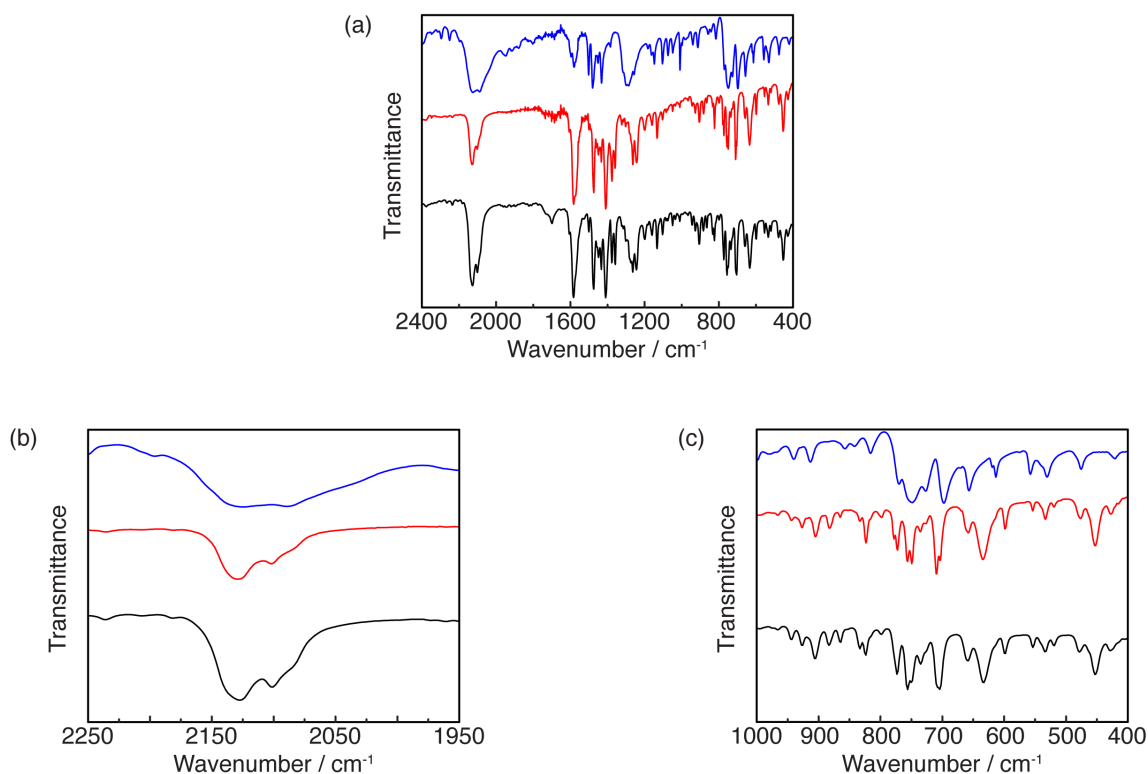 (a)
Transmittance
2400 2000 1600 1200 800 400
Wavenumber / cm⁻¹
(b)
Transmittance
2250 2150 2050 1950
Wavenumber / cm⁻¹
(c)
Transmittance
1000 900 800 700 600 500 400
Wavenumber / cm⁻¹